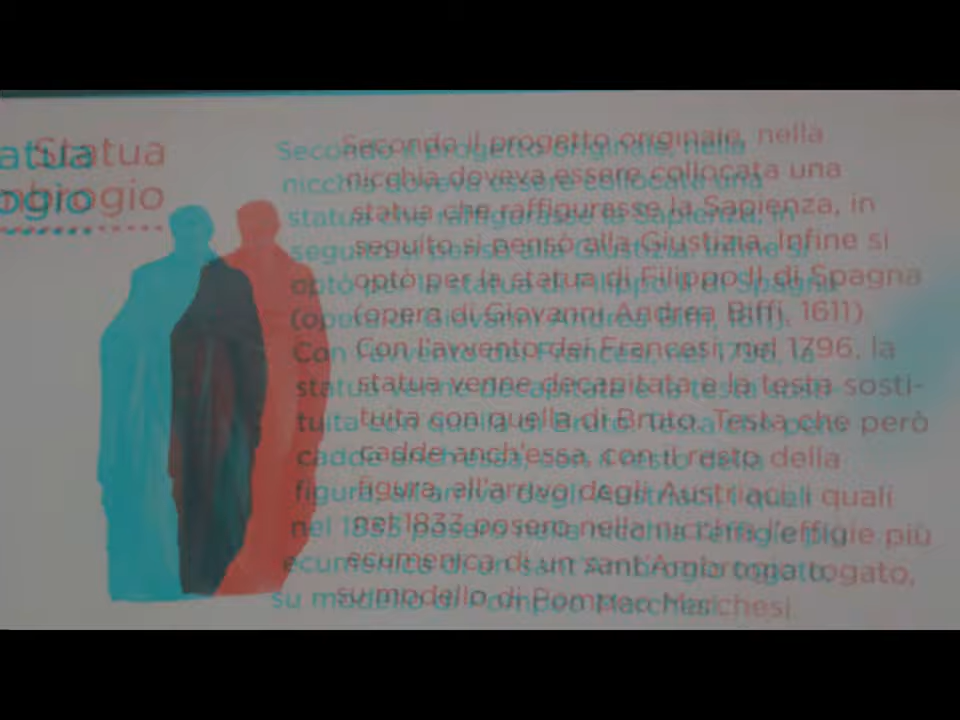 Statua
Secondo il progetto originale, nella
nicchia doveva essere collocata una
statua che raffigurasse la Sapienza, in
seguito si pensò alla Giustizia. Infine si
optò per la statua di Filippo II di Spagna
(opera di Giovanni Andrea Biffi, 1611).
Con l'avvento dei Francesi, nel 1796, la
statua venne decapitata e la testa sosti-
tuita con quella di Bruto. Testa che però
cadde anch'essa, con il resto della
figura, all'arrivo degli Austriaci, i quali
nel 1833 posero nella nicchia l'effigie più
ecumenica di un sant'Ambrogio togato,
su modello di Pompeo Marchesi